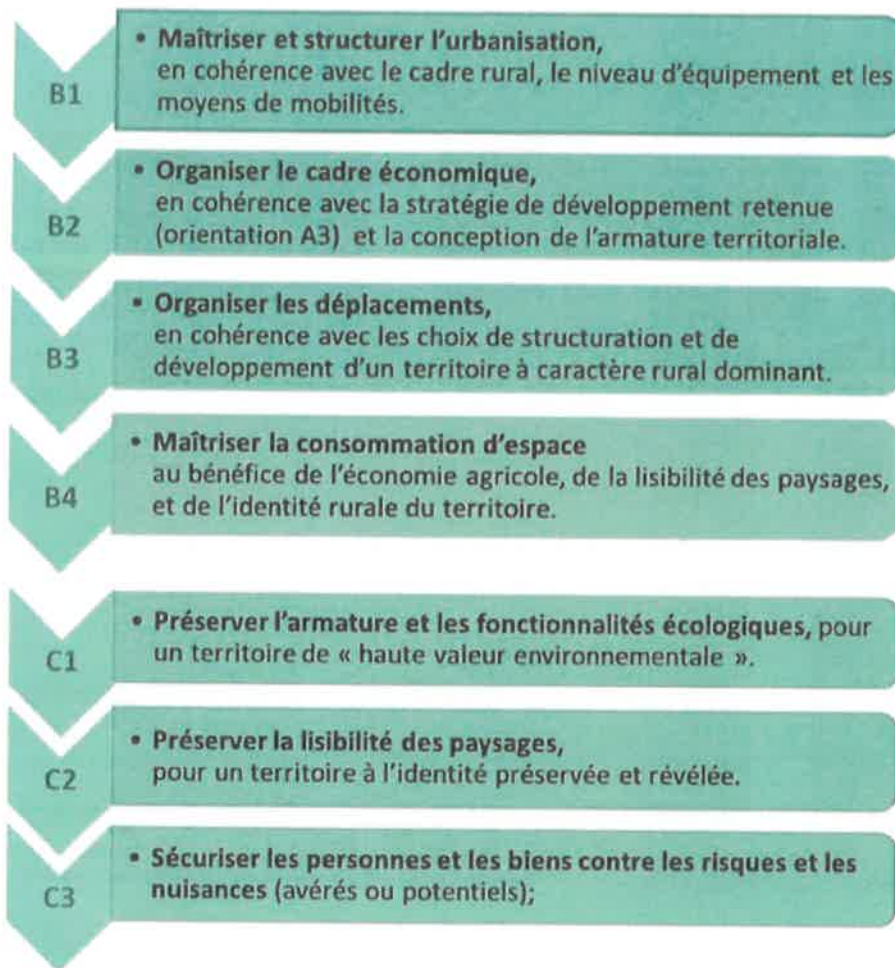 B1
• Maîtriser et structurer l'urbanisation,
en cohérence avec le cadre rural, le niveau d'équipement et les
moyens de mobilités.
B2
• Organiser le cadre économique,
en cohérence avec la stratégie de développement retenue
(orientation A3) et la conception de l'armature territoriale.
B3
• Organiser les déplacements,
en cohérence avec les choix de structuration et de
développement d'un territoire à caractère rural dominant.
B4
• Maîtriser la consommation d'espace
au bénéfice de l'économie agricole, de la lisibilité des paysages,
et de l'identité rurale du territoire.
C1
• Préserver l'armature et les fonctionnalités écologiques, pour
un territoire de « haute valeur environnementale ».
C2
• Préserver la lisibilité des paysages,
pour un territoire à l'identité préservée et révélée.
C3
• Sécuriser les personnes et les biens contre les risques et les
nuisances (avérés ou potentiels);